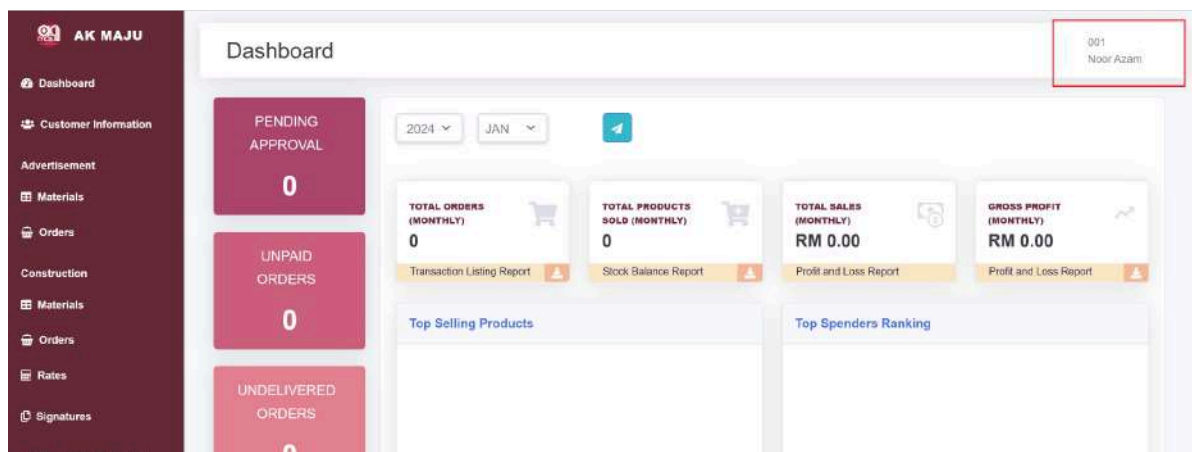 AK MAJU
Dashboard
Customer Information
Advertisement
Materials
Orders
Construction
Materials
Orders
Rates
Signatures
Dashboard
001
Noor Azam
PENDING
APPROVAL
0
UNPAID
ORDERS
0
UNDELIVERED
ORDERS
0
2024
JAN
TOTAL ORDERS
(MONTHLY)
0
Transaction Listing Report
TOTAL PRODUCTS
SOLD (MONTHLY)
0
Stock Balance Report
TOTAL SALES
(MONTHLY)
RM 0.00
Profit and Loss Report
GROSS PROFIT
(MONTHLY)
RM 0.00
Profit and Loss Report
Top Selling Products
Top Spenders Ranking